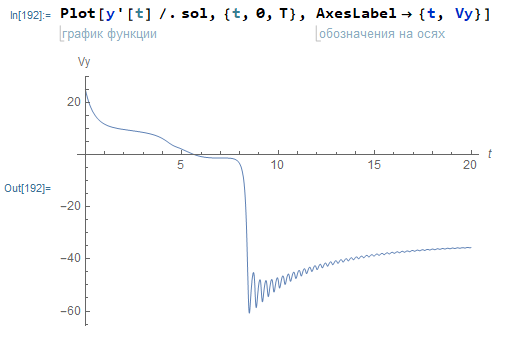 In[192]:= Plot[y'[t] /. sol, {t, 0, T}, AxesLabel → {t, Vy}]
график функции обозначения на осях
Vy
20
5 10 15 20 t
Out[192]=
-20
-40
-60